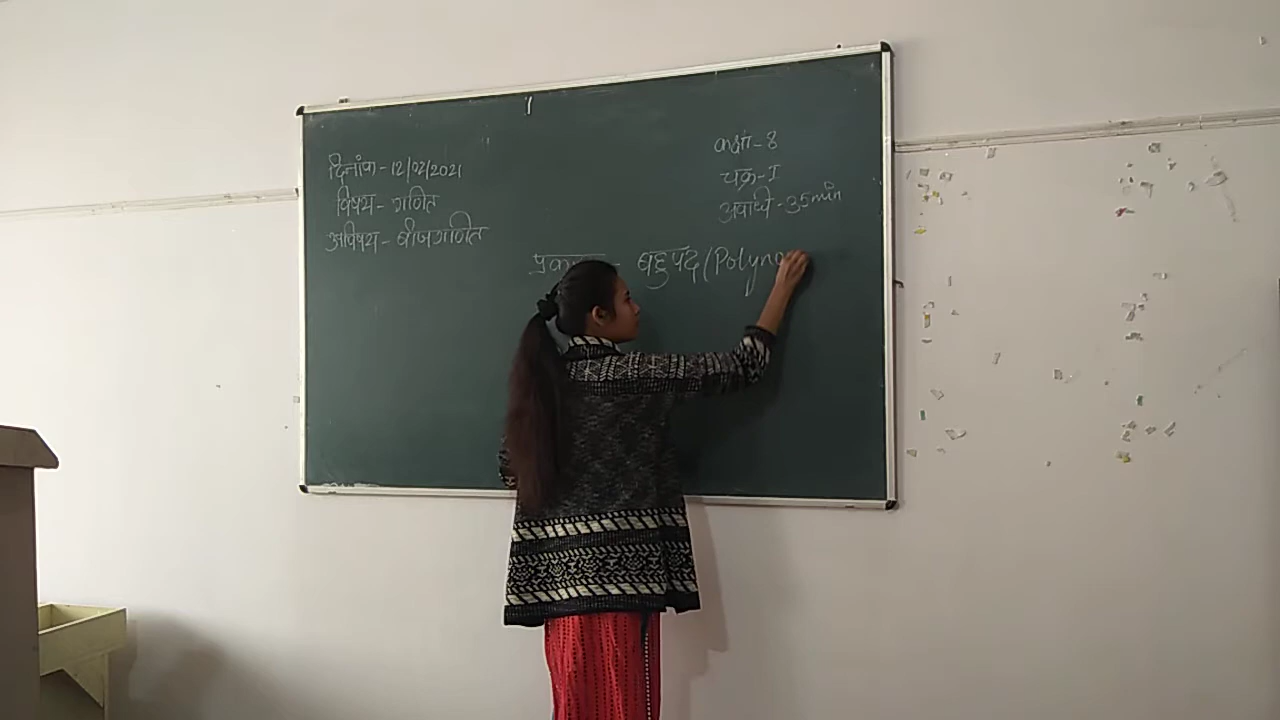 दिनांक - 12/02/2021
विषय - गणित
उपविषय - बीजगणित
कक्षा - 8
चक्र - I
अवधि - 35 min
बहुपद (Polyno